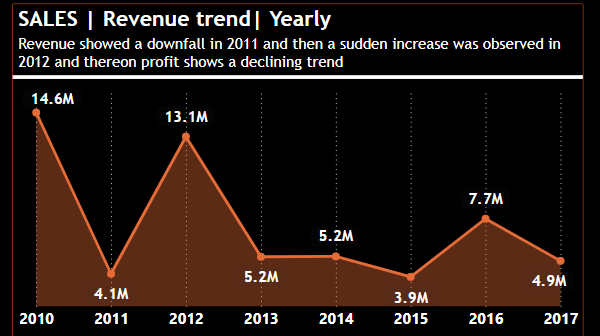 SALES | Revenue trend| Yearly
Revenue showed a downfall in 2011 and then a sudden increase was observed in
2012 and thereon profit shows a declining trend
14.6M
13.1M
7.7M
5.2M
5.2M
4.9M
4.1M
3.9M
2010 2011 2012 2013 2014 2015 2016 2017